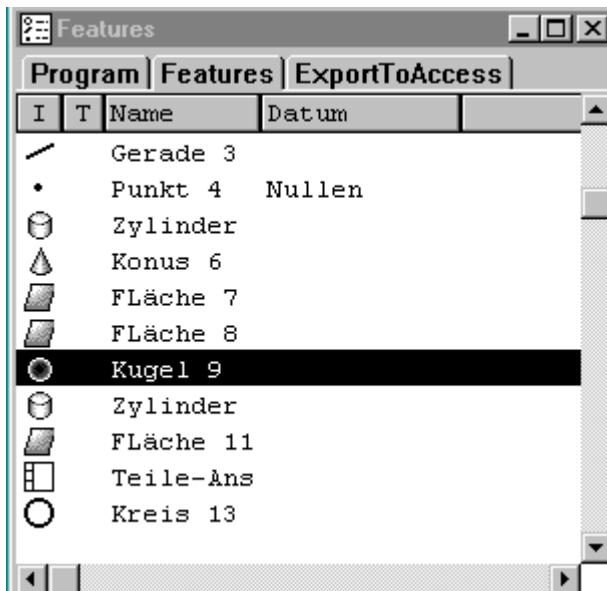 Features
Program Features ExportToAccess
I T Name Datum
Gerade 3
Punkt 4 Nullen
Zylinder
Konus 6
FLäche 7
FLäche 8
Kugel 9
Zylinder
FLäche 11
Teile-Ans
Kreis 13